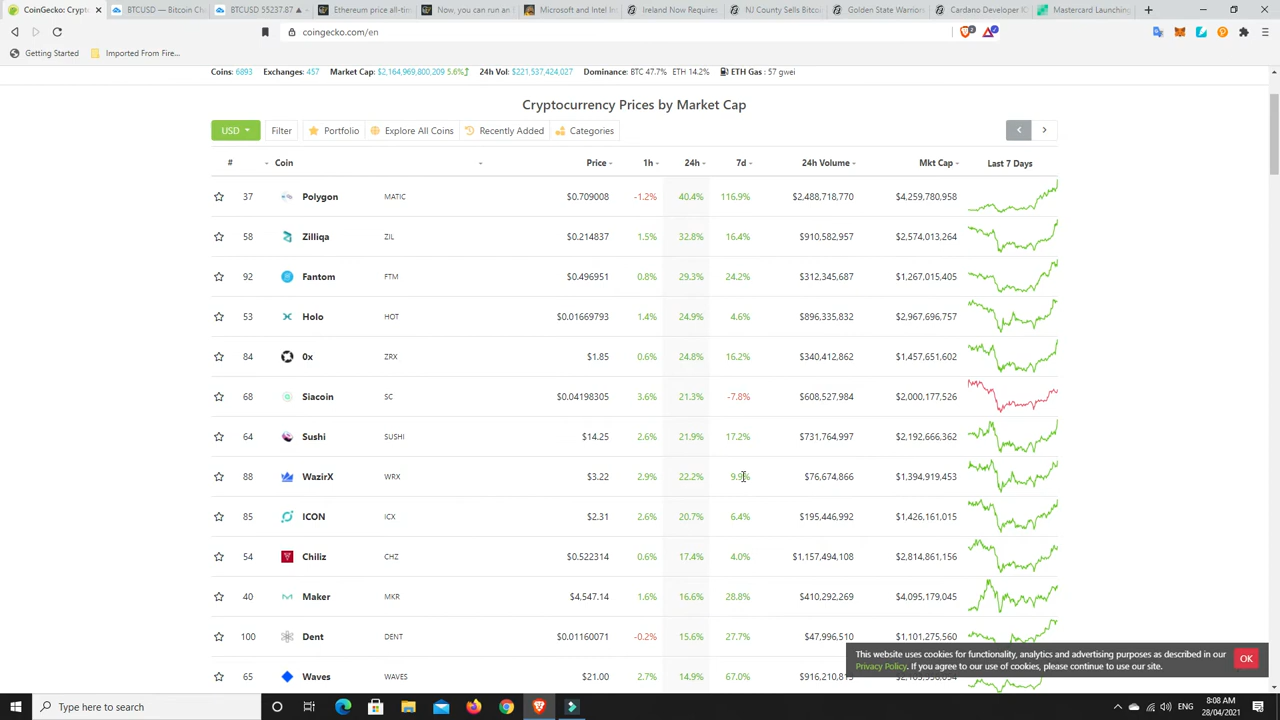 CoinGecko: Crypto
BTCUSD — Bitcoin Ch
BTCUSD 55237.87
Ethereum price all-tim
Now, you can run an
Microsoft and Intel In
Ireland Now Requires
NJ County Sells Bitco
Golden State Warriors
Cardano Developer IO
Mastercard Launching
coingecko.com/en
Getting Started
Imported From Fire...
Coins: 6893 Exchanges: 457 Market Cap: $2,164,969,800,209 5.6% 24h Vol: $221,537,424,027 Dominance: BTC 47.7% ETH 14.2% ETH Gas : 57 gwei
Cryptocurrency Prices by Market Cap
USD Filter Portfolio Explore All Coins Recently Added Categories
# Coin Price 1h 24h 7d 24h Volume Mkt Cap Last 7 Days
37 Polygon MATIC $0.709008 -1.2% 40.4% 116.9% $2,488,718,770 $4,259,780,958
58 Zilliqa ZIL $0.214837 1.5% 32.8% 16.4% $910,582,957 $2,574,013,264
92 Fantom FTM $0.496951 0.8% 29.3% 24.2% $312,345,687 $1,267,015,405
53 Holo HOT $0.01669793 1.4% 24.9% 4.6% $896,335,832 $2,967,696,757
84 0x ZRX $1.85 0.6% 24.8% 16.2% $340,412,862 $1,457,651,602
68 Siacoin SC $0.04198305 3.6% 21.3% -7.8% $608,527,984 $2,000,177,526
64 Sushi SUSHI $14.25 2.6% 21.9% 17.2% $731,764,997 $2,192,666,362
88 WazirX WRX $3.22 2.9% 22.2% 9.9% $76,674,866 $1,394,919,453
85 ICON ICX $2.31 2.6% 20.7% 6.4% $195,446,992 $1,426,161,015
54 Chiliz CHZ $0.522314 0.6% 17.4% 4.0% $1,157,494,108 $2,814,861,156
40 Maker MKR $4,547.14 1.6% 16.6% 28.8% $410,292,269 $4,095,179,045
100 Dent DENT $0.01160071 -0.2% 15.6% 27.7% $47,996,510 $1,101,275,560
65 Waves WAVES $21.00 2.7% 14.9% 67.0%
This website uses cookies for functionality, analytics and advertising purposes as described in our
Privacy Policy. If you agree to our use of cookies, please continue to use our site.
OK
Type here to search
ENG
8:08 AM
28/04/2021